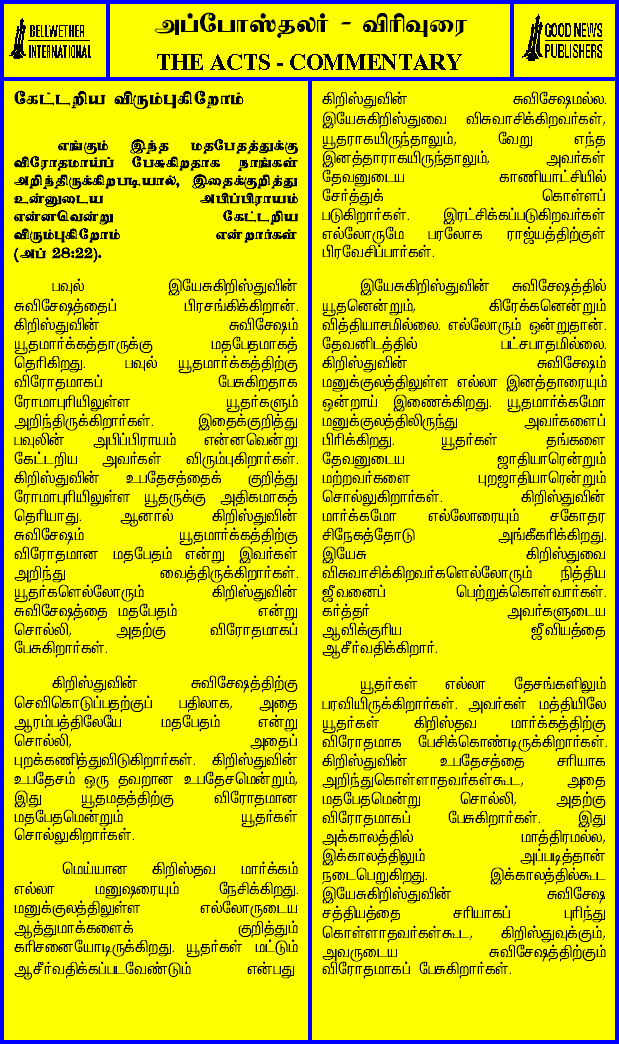 BELLWETHER
INTERNATIONAL
அப்போஸ்தலர் - விரிவுரை
THE ACTS - COMMENTARY
GOOD NEWS
PUBLISHERS
கேட்டறிய விரும்புகிறோம்
எங்கும் இந்த மதபேதத்துக்கு
விரோதமாய்ப் பேசுகிறதாக நாங்கள்
அறிந்திருக்கிறபடியால், இதைக்குறித்து
உன்னுடைய அபிப்பிராயம்
என்னவென்று கேட்டறிய
விரும்புகிறோம் என்றார்கள்
(அப் 28:22).
பவுல் இயேசுகிறிஸ்துவின்
சுவிசேஷத்தைப் பிரசங்கிக்கிறான்.
கிறிஸ்துவின் சுவிசேஷம்
யூதமார்க்கத்தாருக்கு மதபேதமாகத்
தெரிகிறது. பவுல் யூதமார்க்கத்திற்கு
விரோதமாகப் பேசுகிறதாக
ரோமாபுரியிலுள்ள யூதர்களும்
அறிந்திருக்கிறார்கள். இதைக்குறித்து
பவுலின் அபிப்பிராயம் என்னவென்று
கேட்டறிய அவர்கள் விரும்புகிறார்கள்.
கிறிஸ்துவின் உபதேசத்தைக் குறித்து
ரோமாபுரியிலுள்ள யூதருக்கு அதிகமாகத்
தெரியாது. ஆனால் கிறிஸ்துவின்
சுவிசேஷம் யூதமார்க்கத்திற்கு
விரோதமான மதபேதம் என்று இவர்கள்
அறிந்து வைத்திருக்கிறார்கள்.
யூதர்களெல்லோரும் கிறிஸ்துவின்
சுவிசேஷத்தை மதபேதம் என்று
சொல்லி, அதற்கு விரோதமாகப்
பேசுகிறார்கள்.
கிறிஸ்துவின் சுவிசேஷத்திற்கு
செவிகொடுப்பதற்குப் பதிலாக, அதை
ஆரம்பத்திலேயே மதபேதம் என்று
சொல்லி, அதைப்
புறக்கணித்துவிடுகிறார்கள். கிறிஸ்துவின்
உபதேசம் ஒரு தவறான உபதேசமென்றும்,
இது யூதமதத்திற்கு விரோதமான
மதபேதமென்றும் யூதர்கள்
சொல்லுகிறார்கள்.
மெய்யான கிறிஸ்தவ மார்க்கம்
எல்லா மனுஷரையும் நேசிக்கிறது.
மனுக்குலத்திலுள்ள எல்லோருடைய
ஆத்துமாக்களைக் குறித்தும்
கரிசனையோடிருக்கிறது. யூதர்கள் மட்டும்
ஆசீர்வதிக்கப்படவேண்டும் என்பது
கிறிஸ்துவின் சுவிசேஷமல்ல.
இயேசுகிறிஸ்துவை விசுவாசிக்கிறவர்கள்,
யூதராகயிருந்தாலும், வேறு எந்த
இனத்தாராகயிருந்தாலும், அவர்கள்
தேவனுடைய காணியாட்சியில்
சேர்த்துக் கொள்ளப்
படுகிறார்கள். இரட்சிக்கப்படுகிறவர்கள்
எல்லோருமே பரலோக ராஜ்யத்திற்குள்
பிரவேசிப்பார்கள்.
இயேசுகிறிஸ்துவின் சுவிசேஷத்தில்
யூதனென்றும், கிரேக்கனென்றும்
வித்தியாசமில்லை. எல்லோரும் ஒன்றுதான்.
தேவனிடத்தில் பட்சபாதமில்லை.
கிறிஸ்துவின் சுவிசேஷம்
மனுக்குலத்திலுள்ள எல்லா இனத்தாரையும்
ஒன்றாய் இணைக்கிறது. யூதமார்க்கமோ
மனுக்குலத்திலிருந்து அவர்களைப்
பிரிக்கிறது. யூதர்கள் தங்களை
தேவனுடைய ஜாதியாரென்றும்
மற்றவர்களை புறஜாதியாரென்றும்
சொல்லுகிறார்கள். கிறிஸ்துவின்
மார்க்கமோ எல்லோரையும் சகோதர
சிநேகத்தோடு அங்கீகரிக்கிறது.
இயேசு கிறிஸ்துவை
விசுவாசிக்கிறவர்களெல்லோரும் நித்திய
ஜீவனைப் பெற்றுக்கொள்வார்கள்.
கர்த்தர் அவர்களுடைய
ஆவிக்குரிய ஜீவியத்தை
ஆசீர்வதிக்கிறார்.
யூதர்கள் எல்லா தேசங்களிலும்
பரவியிருக்கிறார்கள். அவர்கள் மத்தியிலே
யூதர்கள் கிறிஸ்தவ மார்க்கத்திற்கு
விரோதமாக பேசிக்கொண்டிருக்கிறார்கள்.
கிறிஸ்துவின் உபதேசத்தை சரியாக
அறிந்துகொள்ளாதவர்கள்கூட, அதை
மதபேதமென்று சொல்லி, அதற்கு
விரோதமாகப் பேசுகிறார்கள். இது
அக்காலத்தில் மாத்திரமல்ல,
இக்காலத்திலும் அப்படித்தான்
நடைபெறுகிறது. இக்காலத்தில்கூட
இயேசுகிறிஸ்துவின் சுவிசேஷ
சத்தியத்தை சரியாகப் புரிந்து
கொள்ளாதவர்கள்கூட, கிறிஸ்துவுக்கும்,
அவருடைய சுவிசேஷத்திற்கும்
விரோதமாகப் பேசுகிறார்கள்.